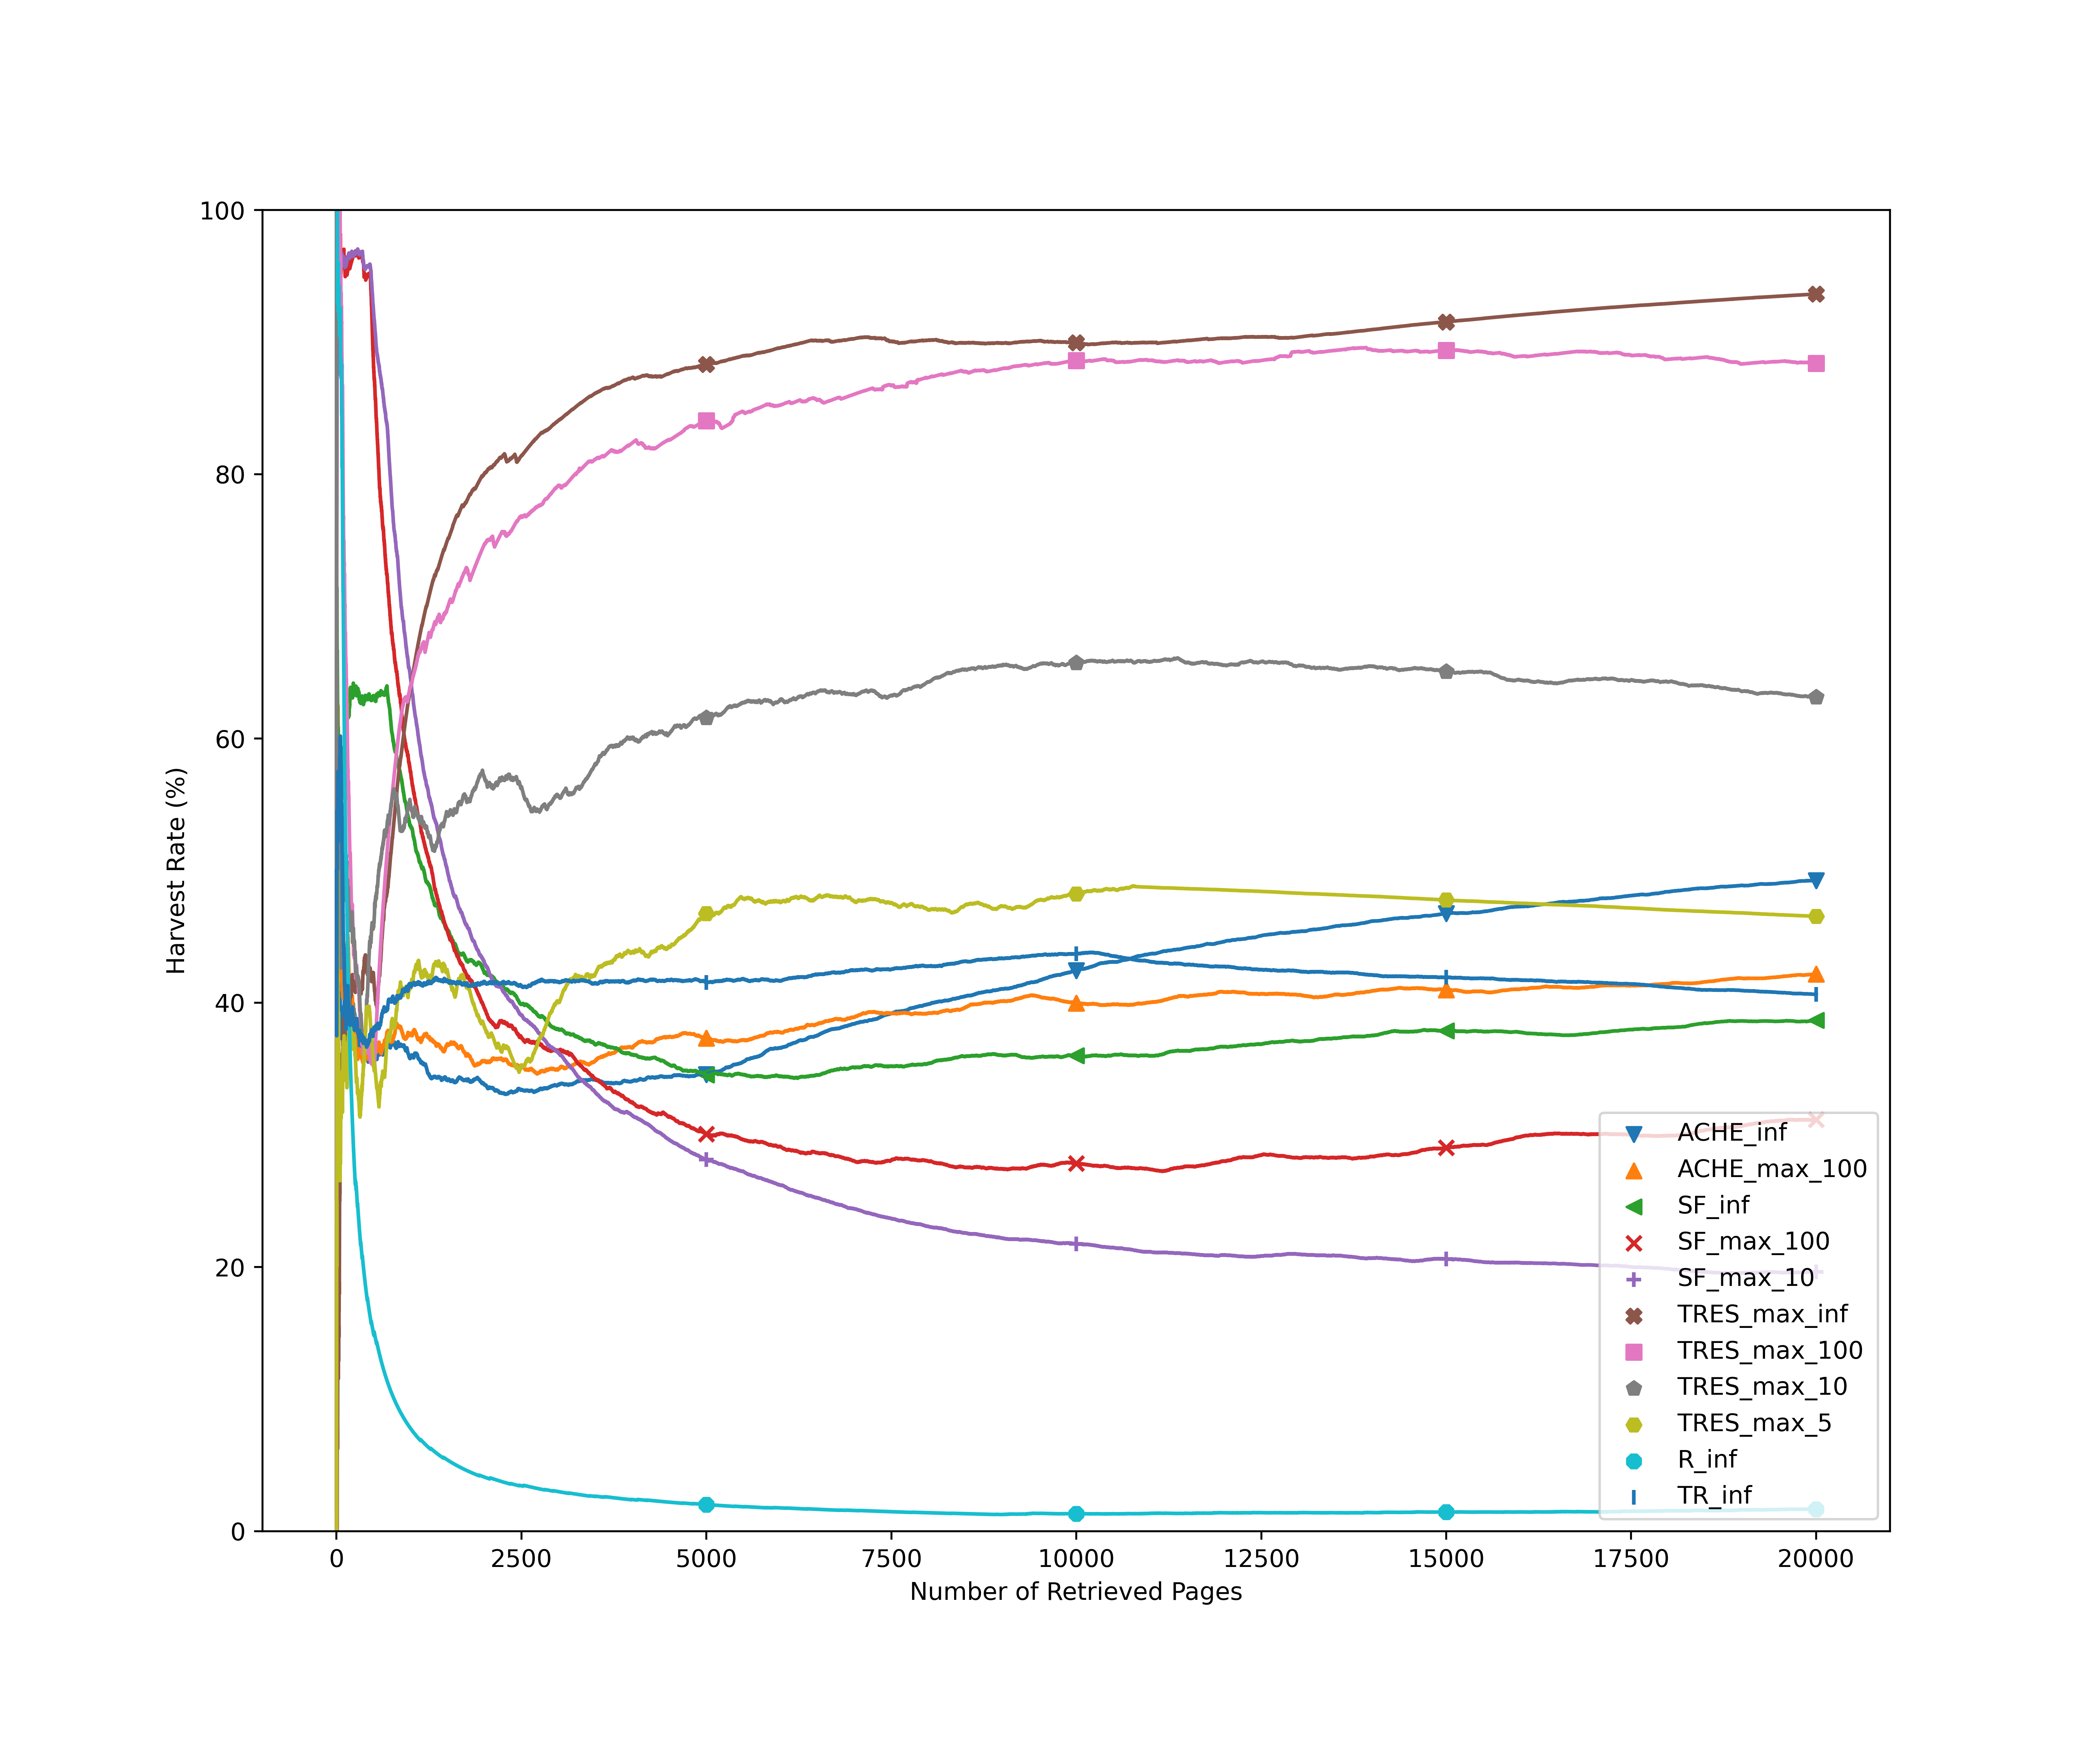 100
80
60
40
20
0
Harvest Rate (%)
0 2500 5000 7500 10000 12500 15000 17500 20000
Number of Retrieved Pages
ACHE_inf
ACHE_max_100
SF_inf
SF_max_100
SF_max_10
TRES_max_inf
TRES_max_100
TRES_max_10
TRES_max_5
R_inf
TR_inf